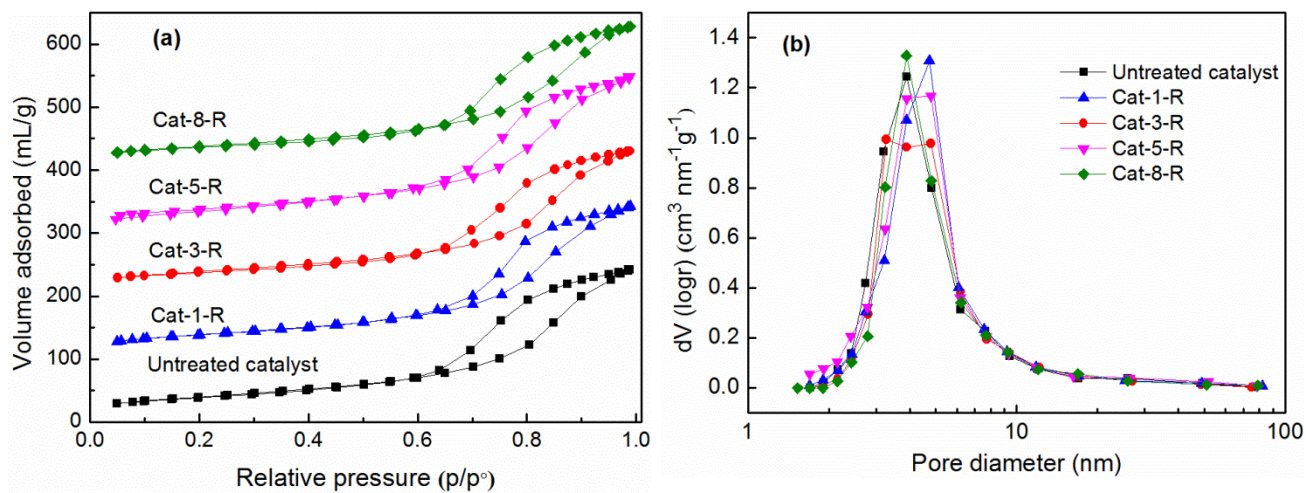 (a)
Volume adsorbed (mL/g)
600
500
400
300
200
100
0
Cat-8-R
Cat-5-R
Cat-3-R
Cat-1-R
Untreated catalyst
0.0 0.2 0.4 0.6 0.8 1.0
Relative pressure (p/p°)
(b)
dV (logr) (cm³ nm⁻¹g⁻¹)
1.4
1.2
1.0
0.8
0.6
0.4
0.2
0.0
Untreated catalyst
Cat-1-R
Cat-3-R
Cat-5-R
Cat-8-R
1 10 100
Pore diameter (nm)